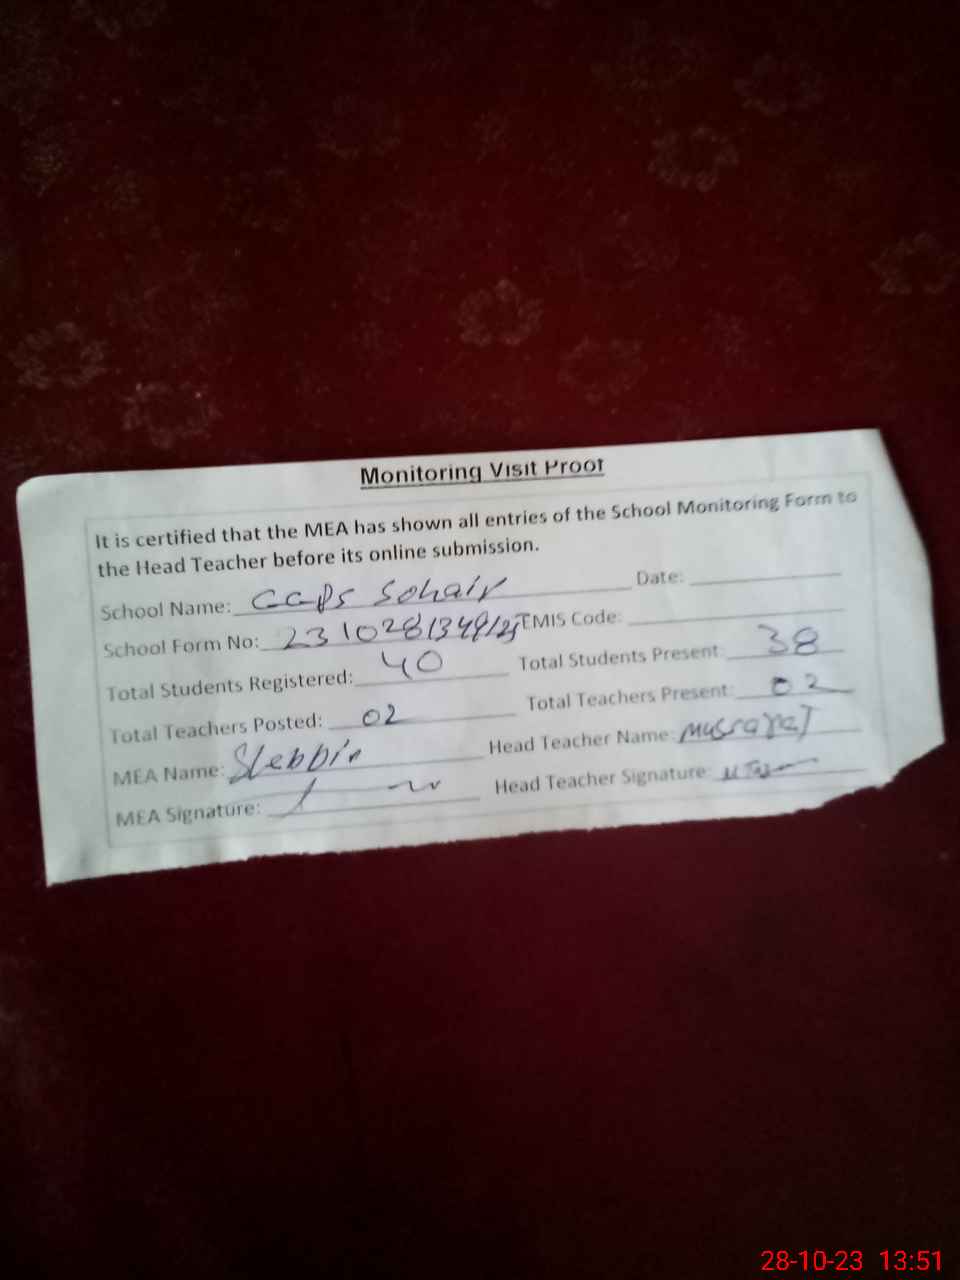 Monitoring Visit Proof
It is certified that the MEA has shown all entries of the School Monitoring Form to
the Head Teacher before its online submission.
School Name: GGPS Sohair Date:
School Form No: EMIS Code:
Total Students Registered: 40 Total Students Present: 38
Total Teachers Posted: 02 Total Teachers Present: 02
MEA Name: Head Teacher Name:
MEA Signature: Head Teacher Signature:
28-10-23 13:51